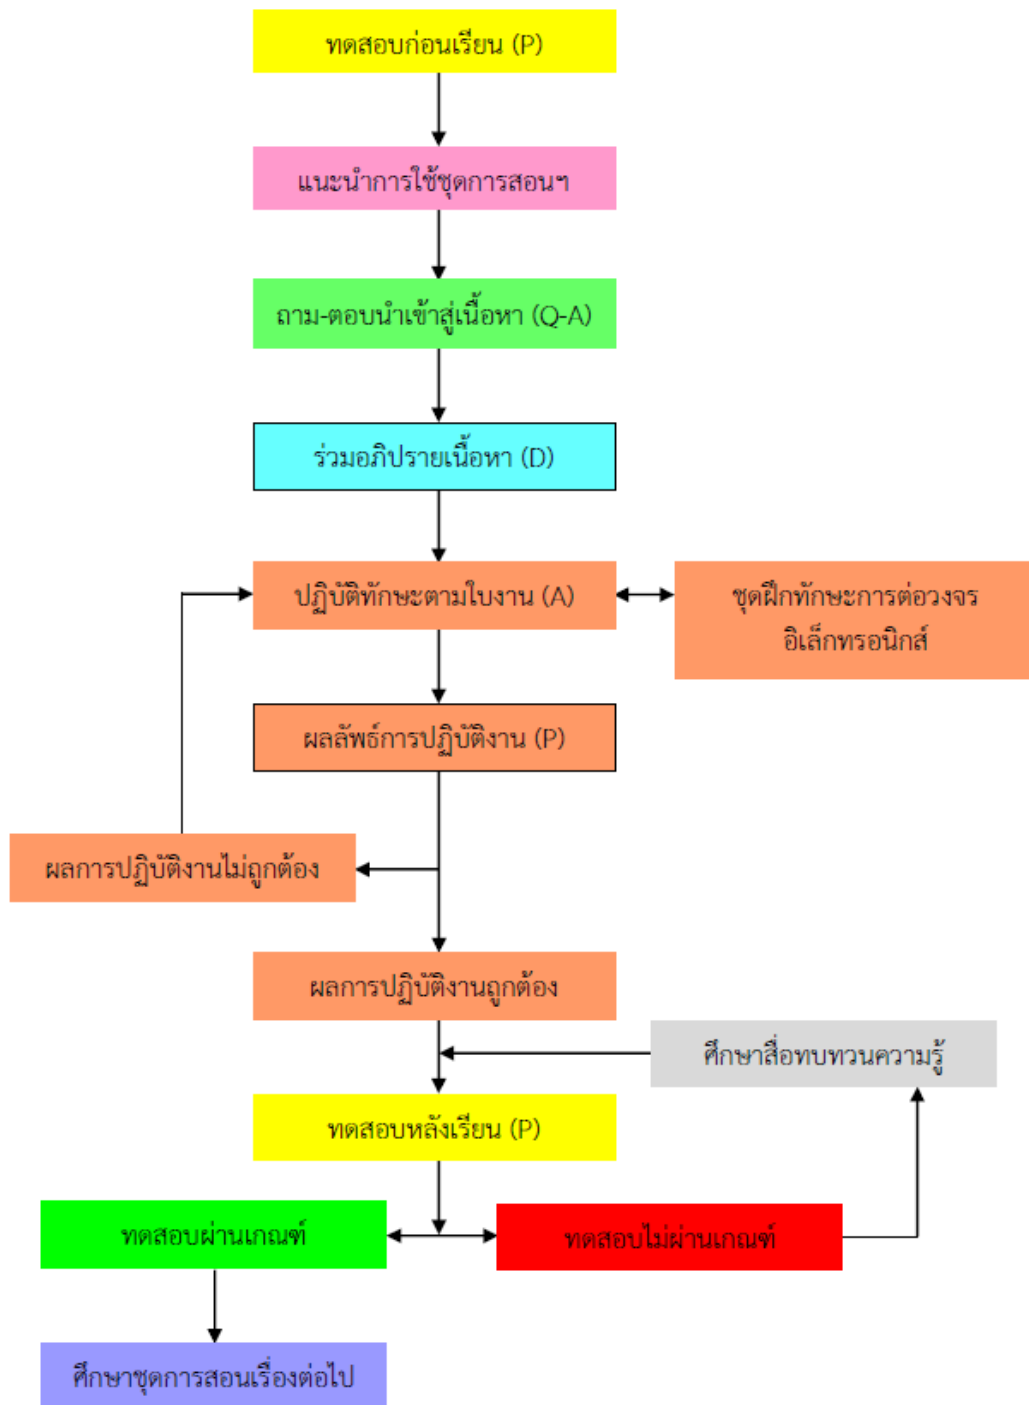 ทดสอบก่อนเรียน (P)
แนะนำการใช้ชุดการสอนฯ
ถาม-ตอบนำเข้าสู่เนื้อหา (Q-A)
ร่วมอภิปรายเนื้อหา (D)
ปฏิบัติทักษะตามใบงาน (A)
ชุดฝึกทักษะการต่อวงจร
อิเล็กทรอนิกส์
ผลลัพธ์การปฏิบัติงาน (P)
ผลการปฏิบัติงานไม่ถูกต้อง
ผลการปฏิบัติงานถูกต้อง
ศึกษาสื่อทบทวนความรู้
ทดสอบหลังเรียน (P)
ทดสอบผ่านเกณฑ์
ทดสอบไม่ผ่านเกณฑ์
ศึกษาชุดการสอนเรื่องต่อไป